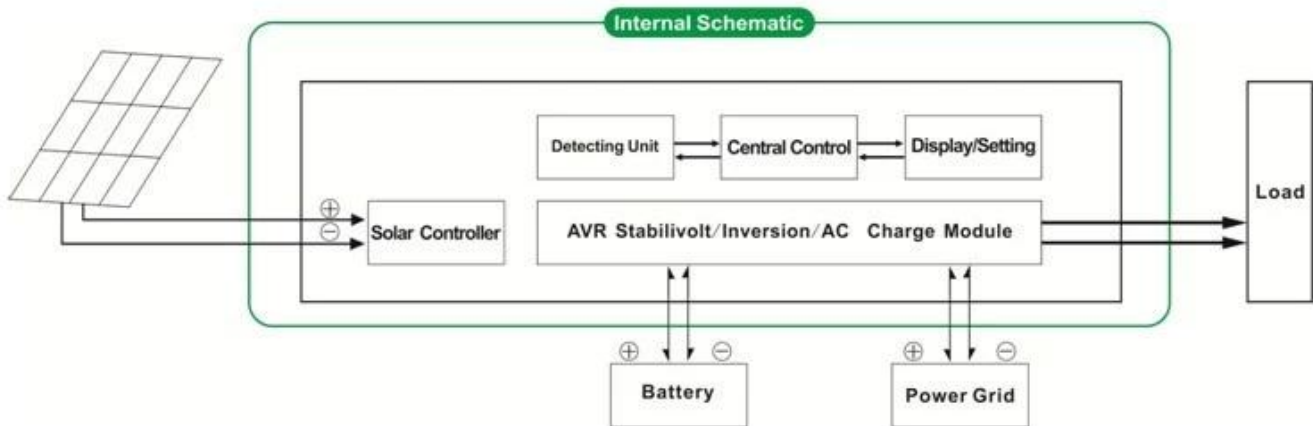 Internal Schematic
Detecting Unit
Central Control
Display/Setting
Load
⊕
⊖
Solar Controller
AVR Stabilivolt/Inversion/AC Charge Module
⊕ ⊖
⊕ ⊖
Battery
Power Grid